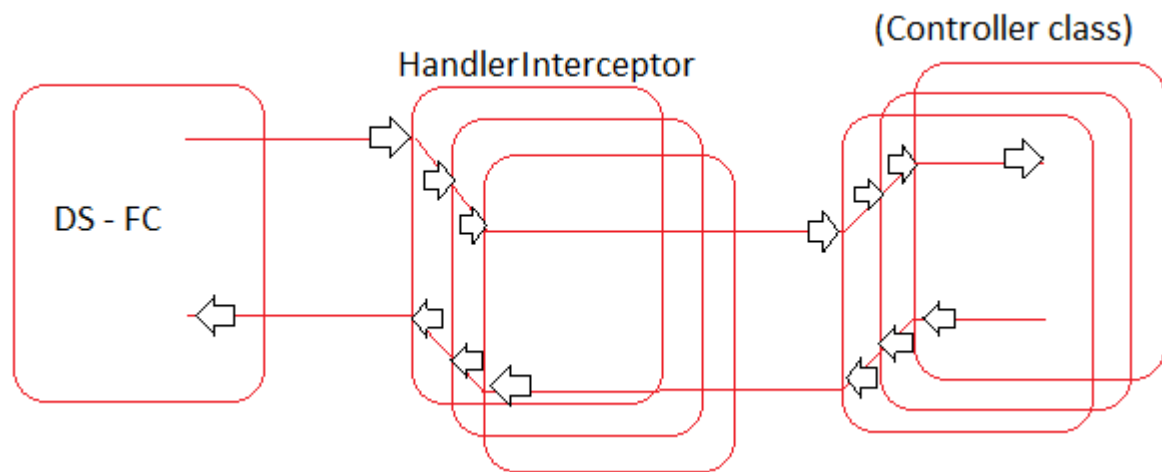 (Controller class)
HandlerInterceptor
DS - FC